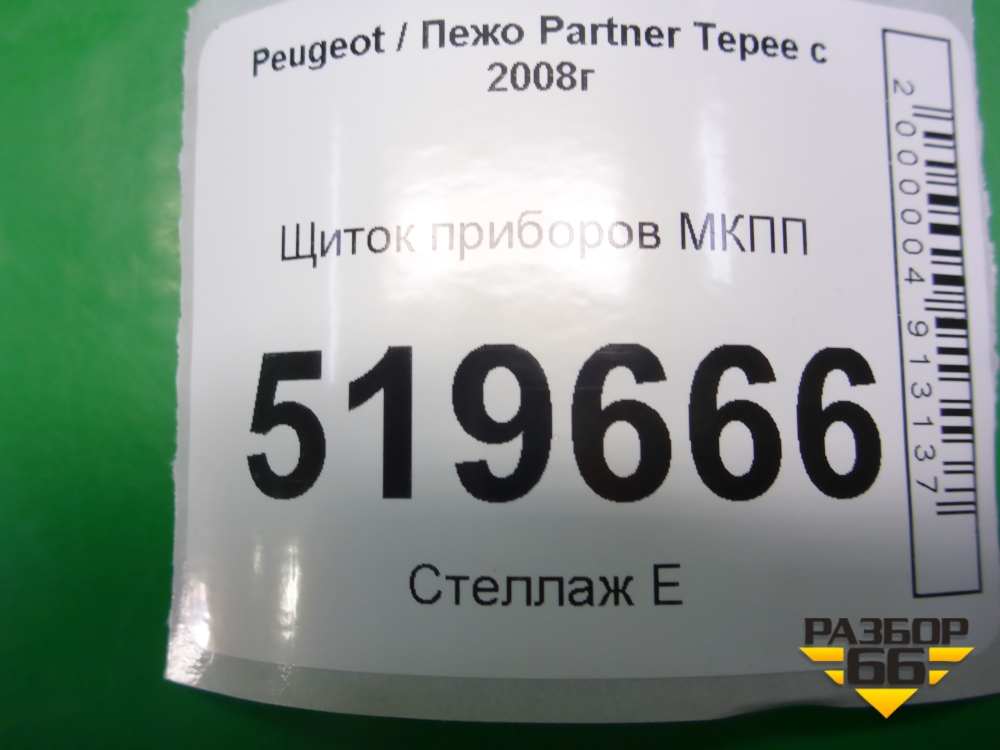 Peugeot / Пежо Partner Tepee с
2008г
Щиток приборов МКПП
519666
Стеллаж Е
2000004913137
РАЗБОР
66